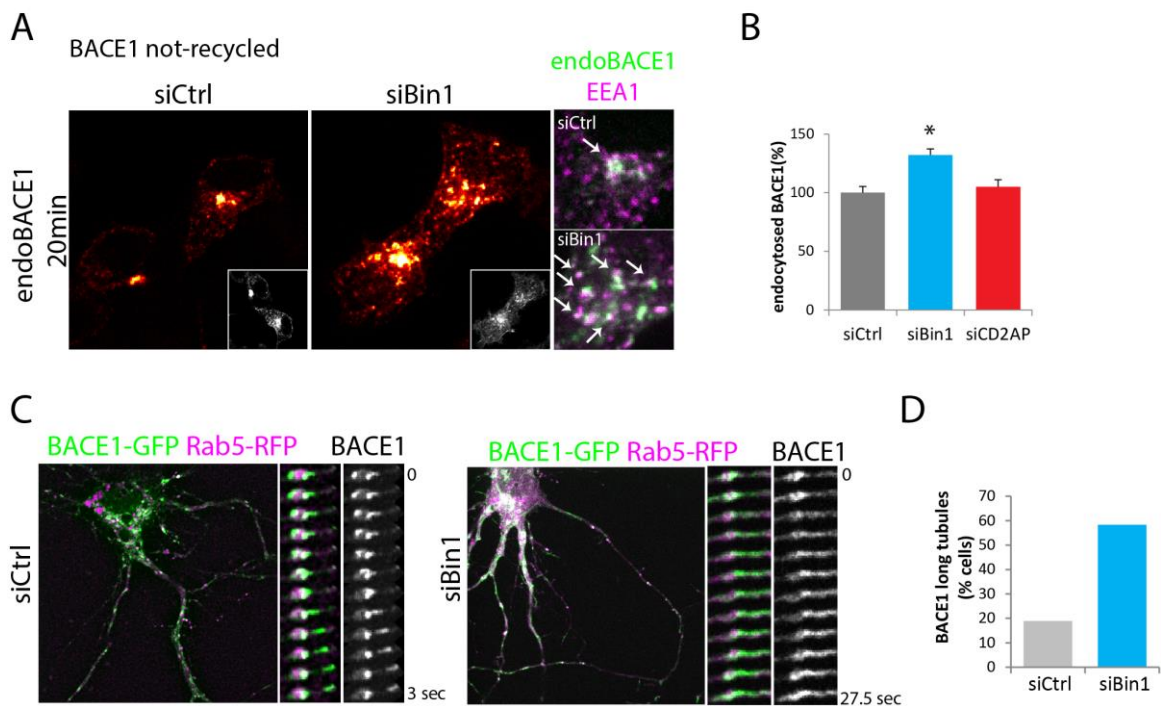 A
BACE1 not-recycled
siCtrl
siBin1
endoBACE1
EEA1
endoBACE1
20min
siCtrl
siBin1
B
endocytosed BACE1(%)
150
100
50
0
*
siCtrl
siBin1
siCD2AP
C
BACE1-GFP Rab5-RFP
BACE1
siCtrl
0
3 sec
BACE1-GFP Rab5-RFP
BACE1
siBin1
0
27.5 sec
D
BACE1 long tubules
(% cells)
70
60
50
40
30
20
10
0
siCtrl
siBin1